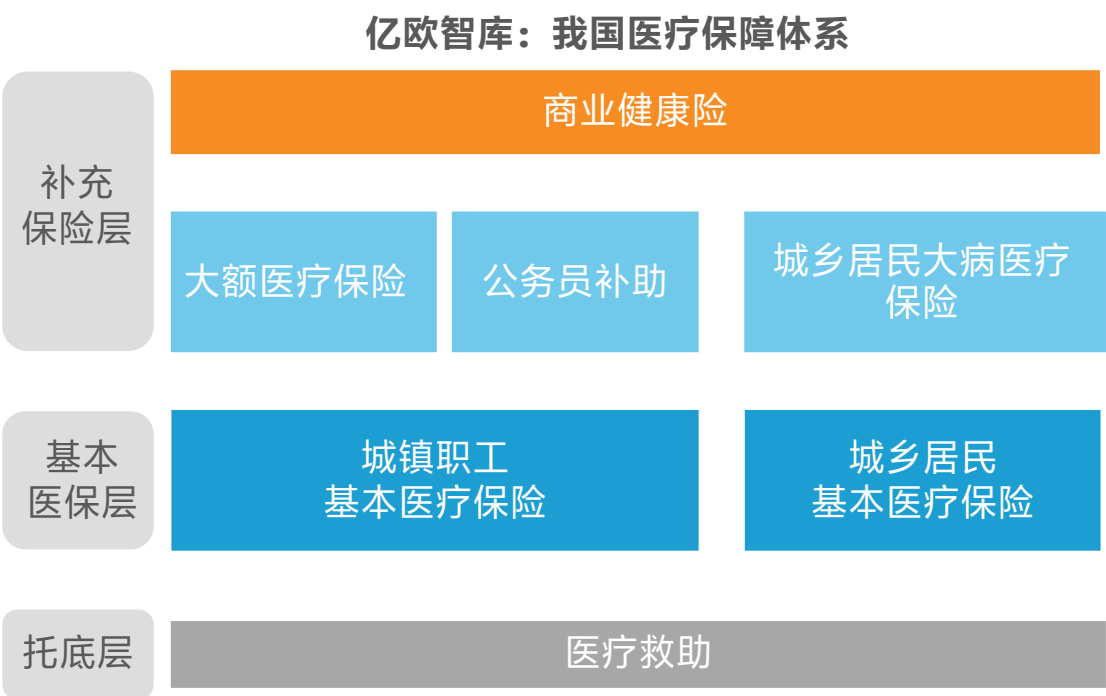 亿欧智库：我国医疗保障体系
补充
保险层
商业健康险
大额医疗保险
公务员补助
城乡居民大病医疗
保险
基本
医保层
城镇职工
基本医疗保险
城乡居民
基本医疗保险
托底层
医疗救助